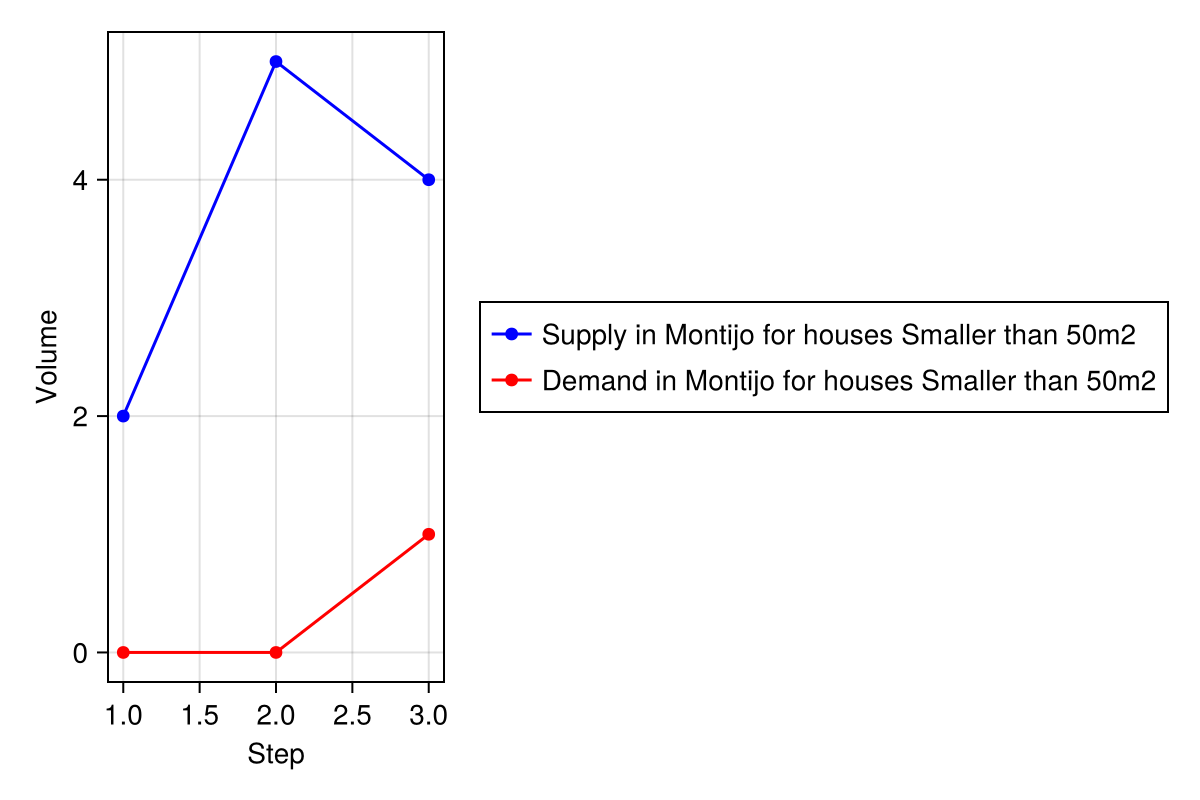 4
2
0
Volume
1.0 1.5 2.0 2.5 3.0
Step
Supply in Montijo for houses Smaller than 50m2
Demand in Montijo for houses Smaller than 50m2